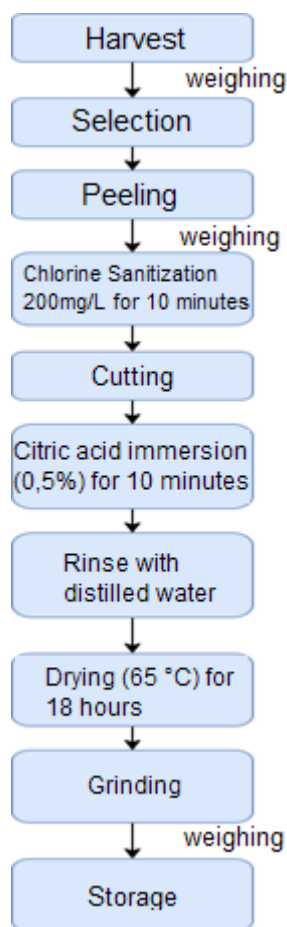 Harvest
weighing
Selection
Peeling
weighing
Chlorine Sanitization
200mg/L for 10 minutes
Cutting
Citric acid immersion
(0,5%) for 10 minutes
Rinse with
distilled water
Drying (65 °C) for
18 hours
Grinding
weighing
Storage